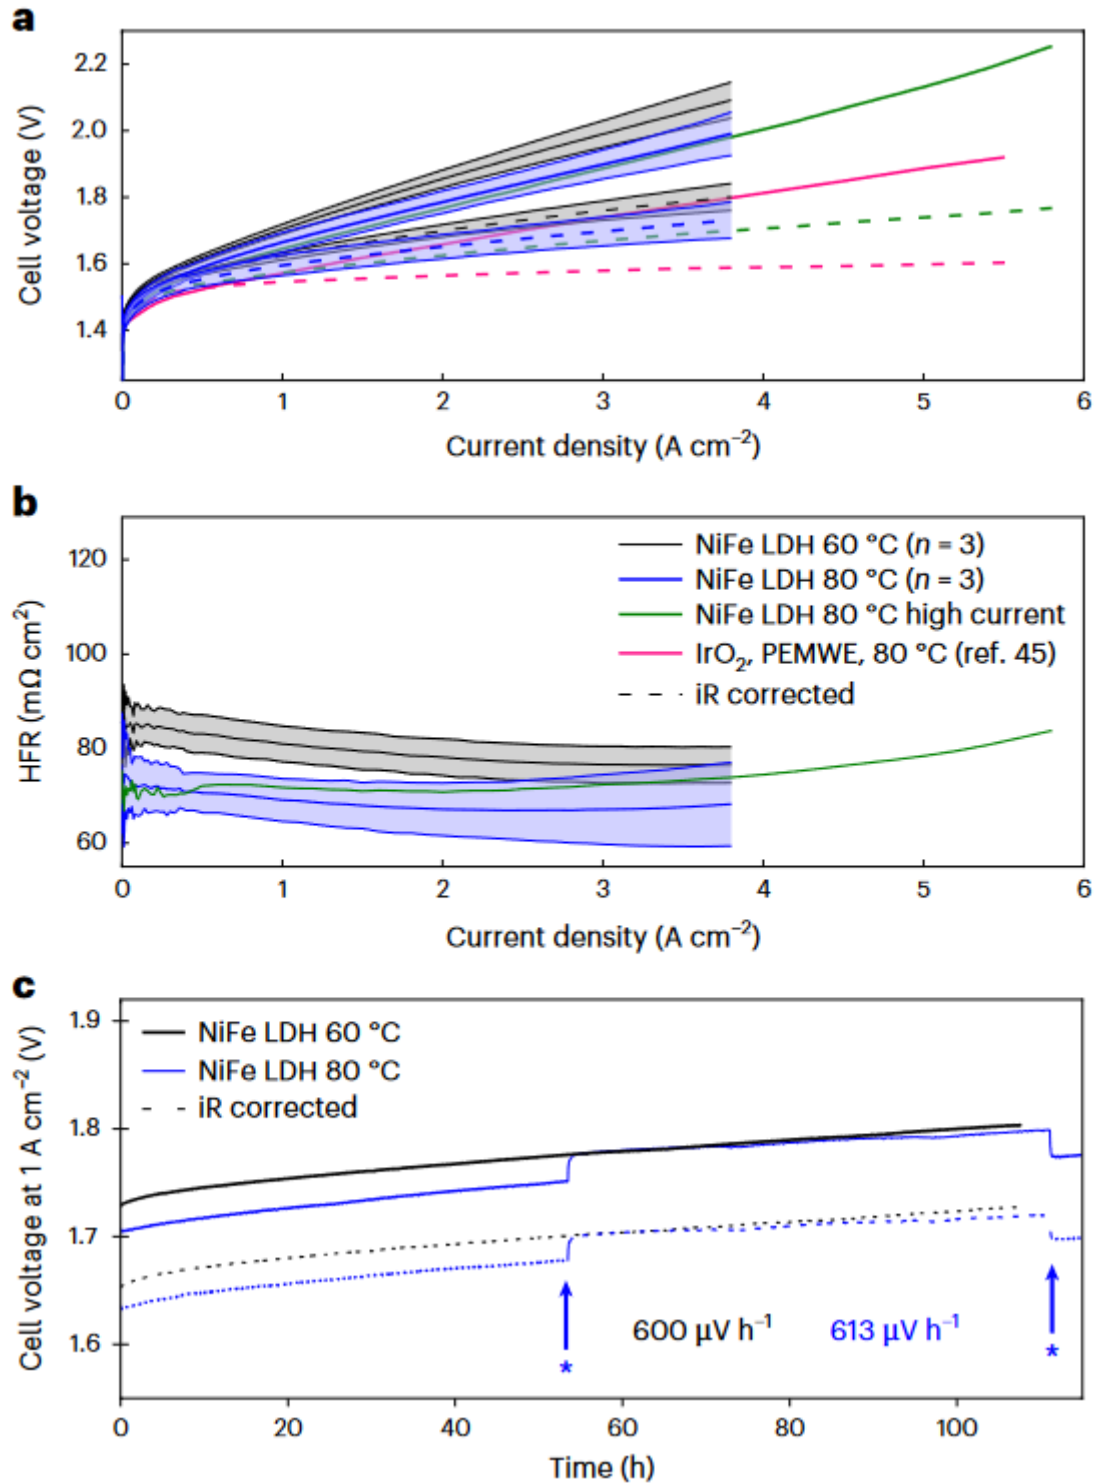 a
Cell voltage (V)
2.2
2.0
1.8
1.6
1.4
0 1 2 3 4 5 6
Current density (A cm⁻²)
b
HFR (mΩ cm²)
120
100
80
60
NiFe LDH 60 °C (n = 3)
NiFe LDH 80 °C (n = 3)
NiFe LDH 80 °C high current
IrO₂, PEMWE, 80 °C (ref. 45)
iR corrected
0 1 2 3 4 5 6
Current density (A cm⁻²)
c
Cell voltage at 1 A cm⁻² (V)
1.9
1.8
1.7
1.6
NiFe LDH 60 °C
NiFe LDH 80 °C
iR corrected
600 µV h⁻¹ 613 µV h⁻¹
* *
0 20 40 60 80 100
Time (h)